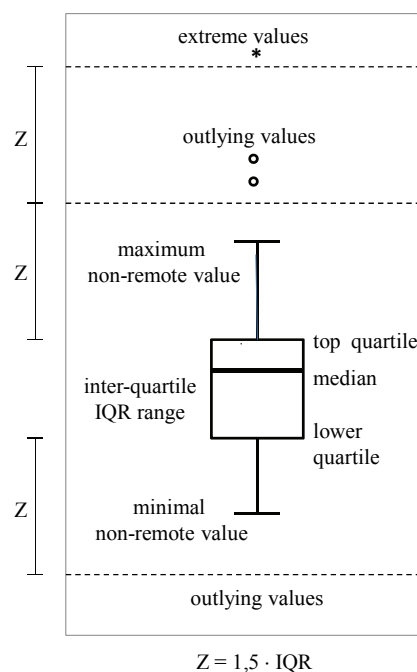 extreme values
*
Z
outlying values
Z
maximum
non-remote value
top quartile
median
inter-quartile
IQR range
lower
quartile
Z
minimal
non-remote value
outlying values
Z = 1,5 · IQR